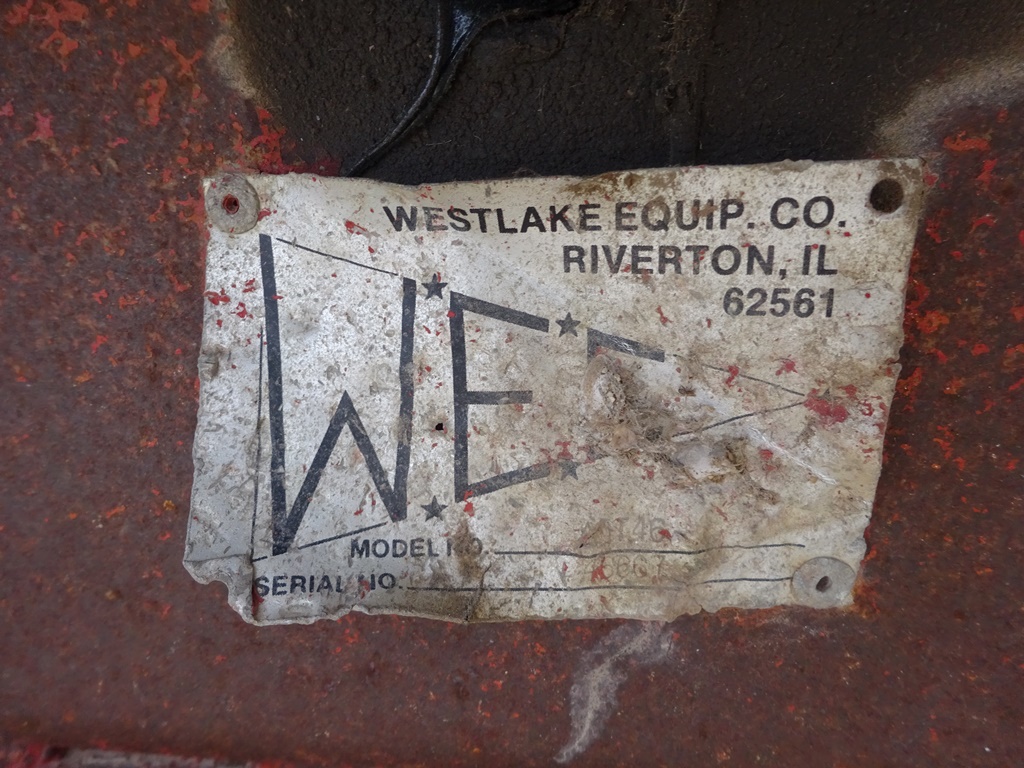 WESTLAKE EQUIP. CO.
RIVERTON, IL
62561
WE
MODEL NO.
SERIAL NO.